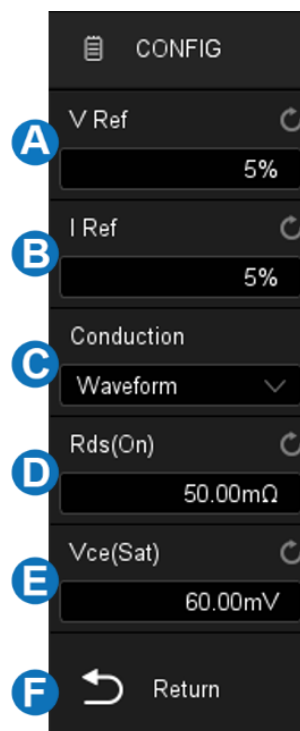 CONFIG
A
V Ref
5%
B
I Ref
5%
C
Conduction
Waveform
D
Rds(On)
50.00mΩ
E
Vce(Sat)
60.00mV
F
Return